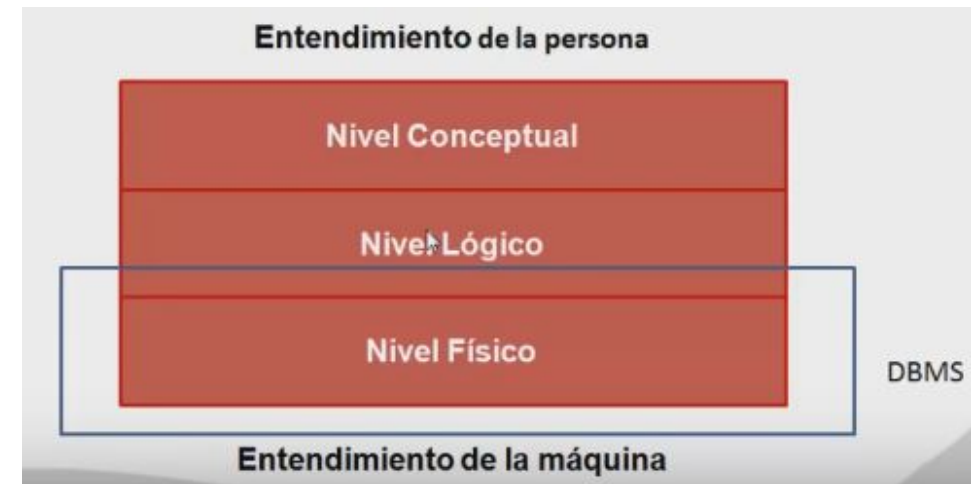 Entendimiento de la persona
Nivel Conceptual
Nivel Lógico
Nivel Físico
DBMS
Entendimiento de la máquina